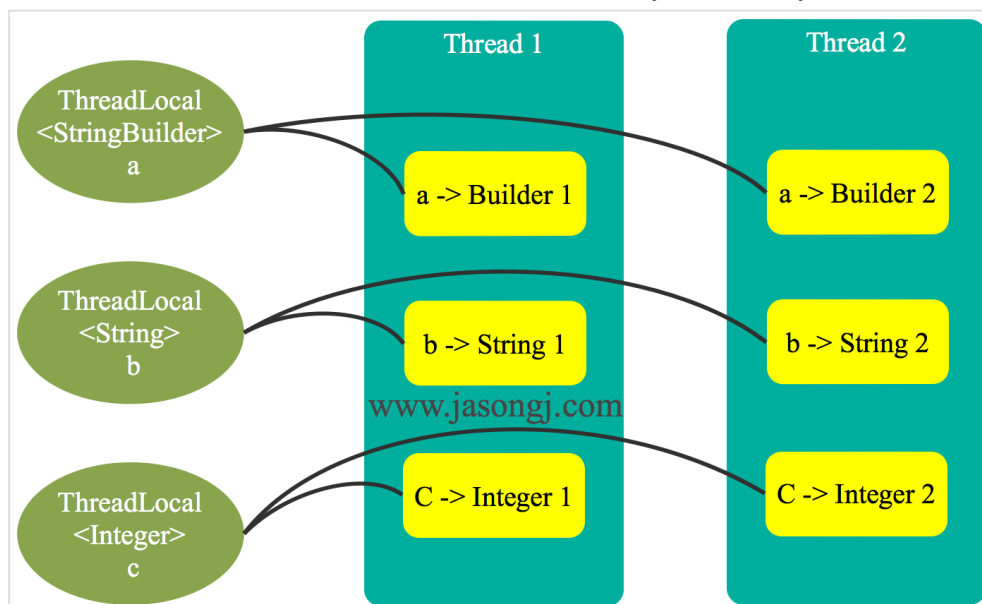 Thread 1
Thread 2
ThreadLocal
<StringBuilder>
a
a -> Builder 1
a -> Builder 2
ThreadLocal
<String>
b
b -> String 1
b -> String 2
www.jasongj.com
ThreadLocal
<Integer>
c
C -> Integer 1
C -> Integer 2